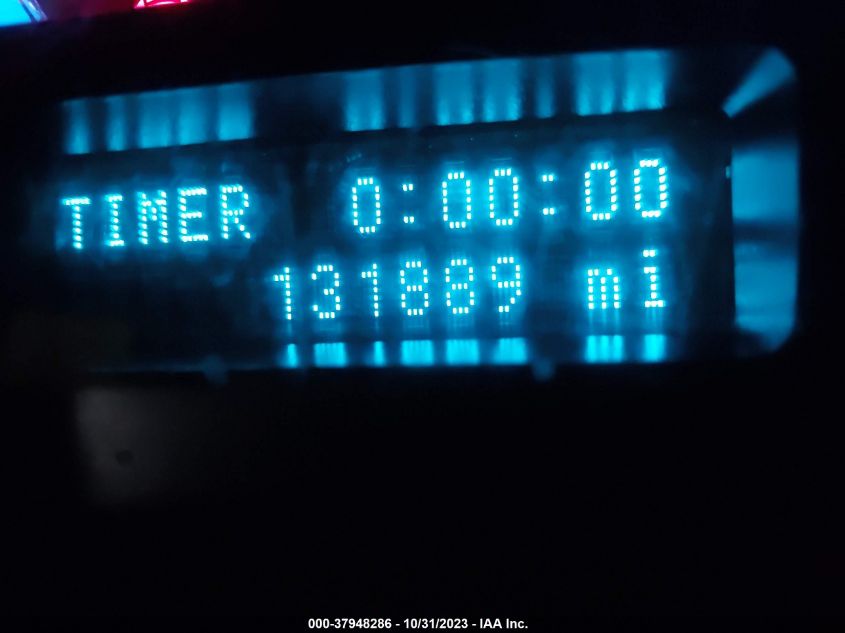 TIMER 0:00:00
131889 mi
000-37948286 - 10/31/2023 - IAA Inc.